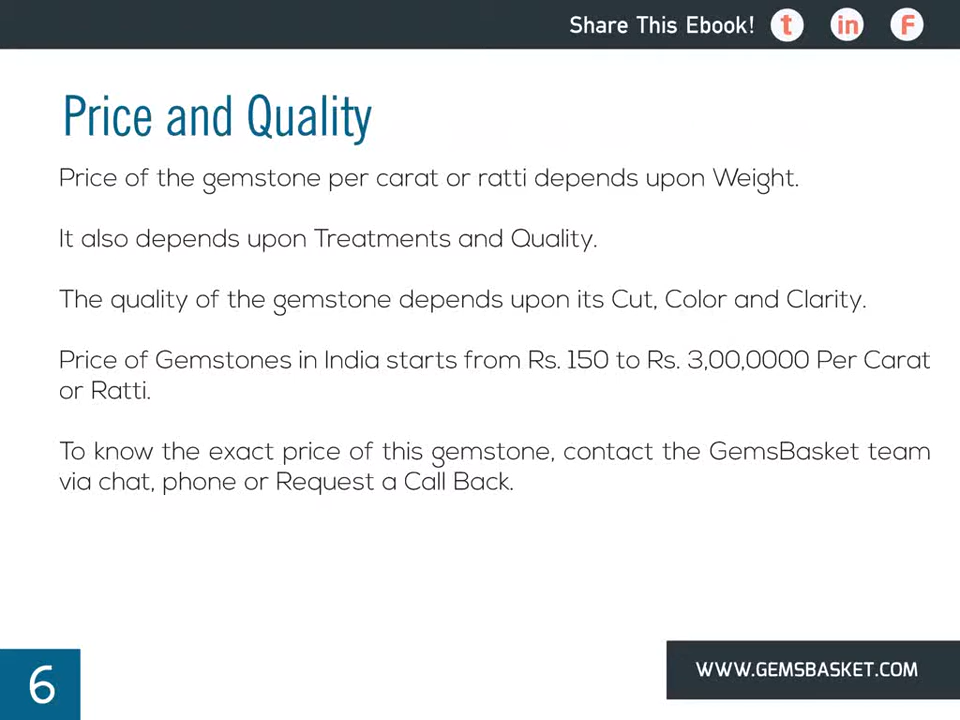 Share This Ebook! t in F
Price and Quality
Price of the gemstone per carat or ratti depends upon Weight.
It also depends upon Treatments and Quality.
The quality of the gemstone depends upon its Cut, Color and Clarity.
Price of Gemstones in India starts from Rs. 150 to Rs. 3,00,0000 Per Carat
or Ratti.
To know the exact price of this gemstone, contact the GemsBasket team
via chat, phone or Request a Call Back.
6
WWW.GEMSBASKET.COM